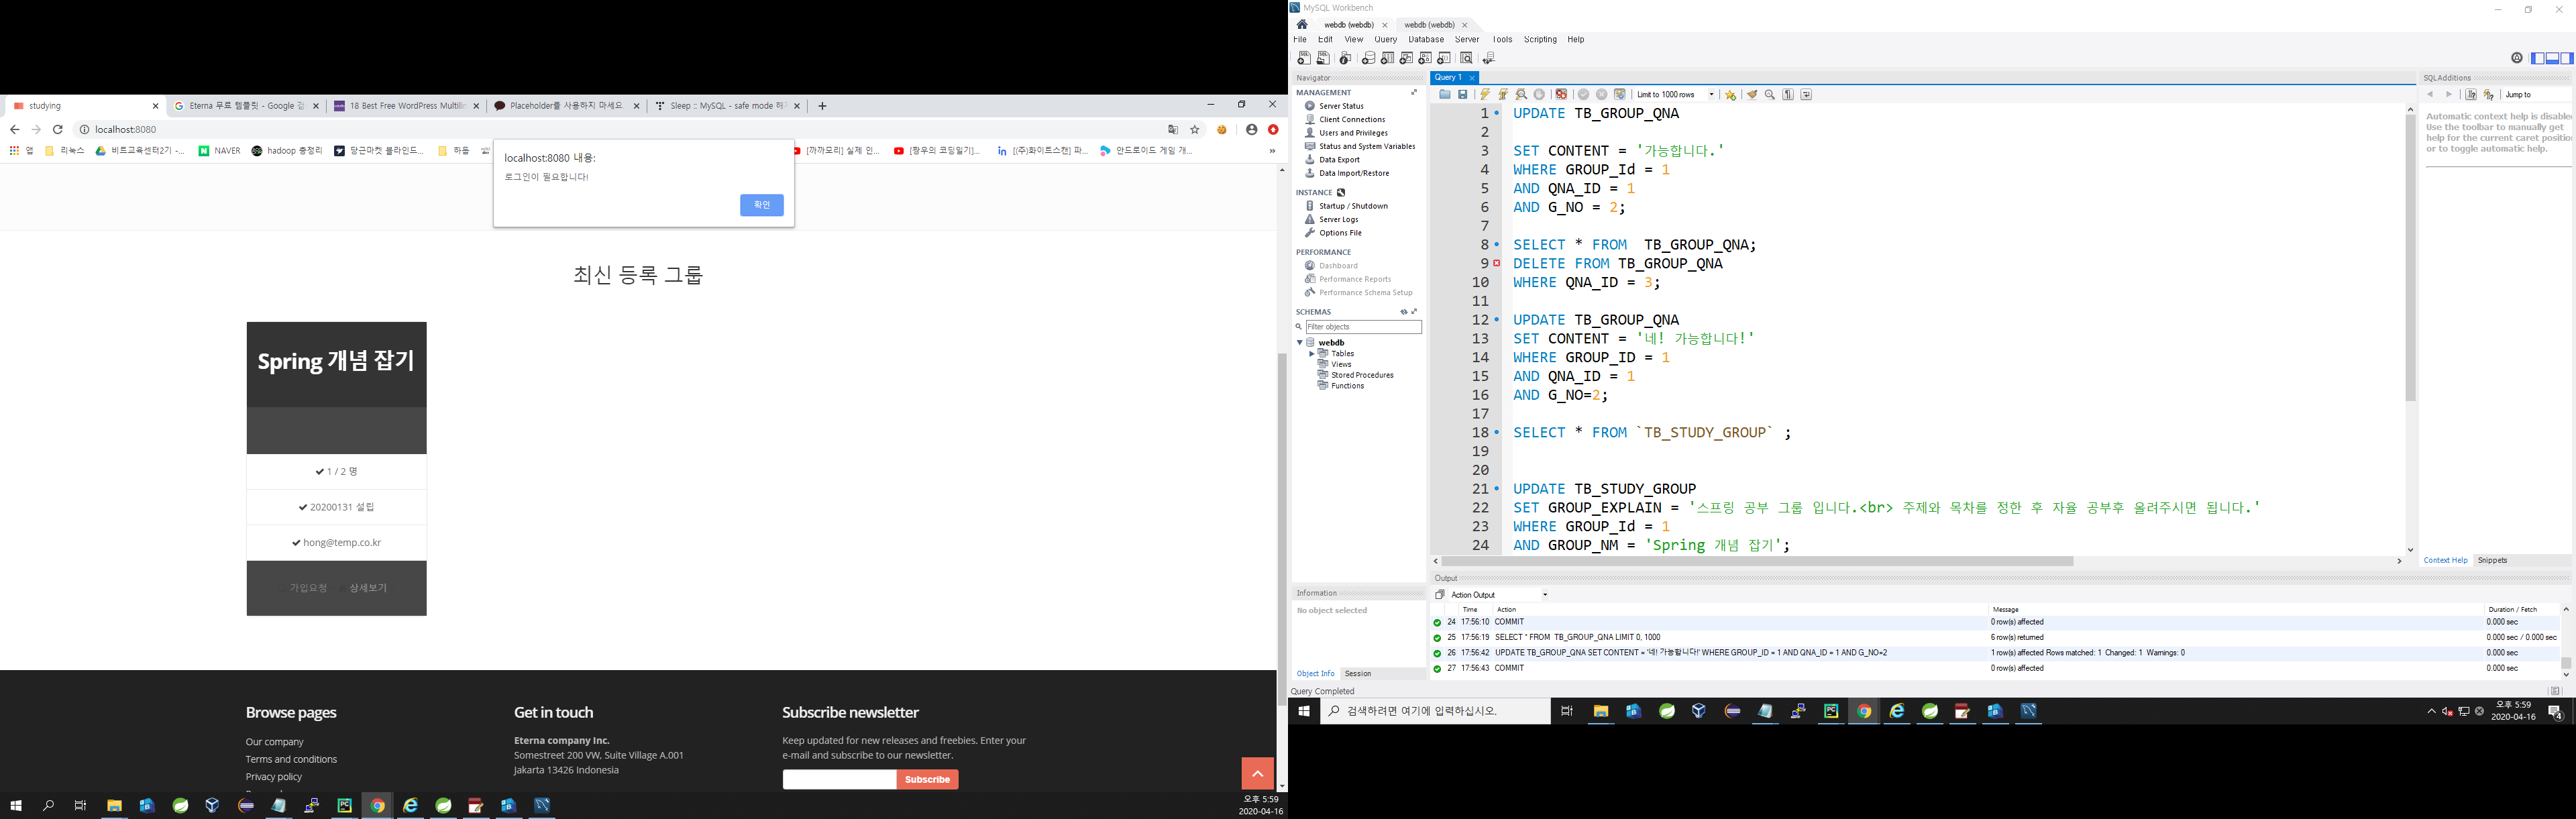 studying
Eterna 무료 템플릿 - Google 검
18 Best Free WordPress Multilin
Placeholder를 사용하지 마세요
Sleep :: MySQL - safe mode 해제
localhost:8080
앱
리눅스
비트교육센터2기 -...
NAVER
hadoop 총정리
당근마켓 블라인드...
하둡
[까까모리] 실제 인...
[짱우의 코딩일기]...
[(주)화이트스캔] 파...
안드로이드 게임 개...
»
localhost:8080 내용:
로그인이 필요합니다!
확인
최신 등록 그룹
Spring 개념 잡기
1 / 2 명
20200131 설립
hong@temp.co.kr
가입요청 상세보기
Browse pages
Our company
Terms and conditions
Privacy policy
Get in touch
Eterna company Inc.
Somestreet 200 VW, Suite Village A.001
Jakarta 13426 Indonesia
Subscribe newsletter
Keep updated for new releases and freebies. Enter your
e-mail and subscribe to our newsletter.
Subscribe
오후 5:59
2020-04-16
MySQL Workbench
webdb (webdb)
webdb (webdb)
File Edit View Query Database Server Tools Scripting Help
Navigator
MANAGEMENT
Server Status
Client Connections
Users and Privileges
Status and System Variables
Data Export
Data Import/Restore
INSTANCE
Startup / Shutdown
Server Logs
Options File
PERFORMANCE
Dashboard
Performance Reports
Performance Schema Setup
SCHEMAS
Filter objects
webdb
Tables
Views
Stored Procedures
Functions
Information
No object selected
Object Info Session
Query Completed
Query 1
Limit to 1000 rows
1 UPDATE TB_GROUP_QNA
2
3 SET CONTENT = '가능합니다.'
4 WHERE GROUP_Id = 1
5 AND QNA_ID = 1
6 AND G_NO = 2;
7
8 SELECT * FROM  TB_GROUP_QNA;
9 DELETE FROM TB_GROUP_QNA
10 WHERE QNA_ID = 3;
11
12 UPDATE TB_GROUP_QNA
13 SET CONTENT = '네! 가능합니다!'
14 WHERE GROUP_ID = 1
15 AND QNA_ID = 1
16 AND G_NO=2;
17
18 SELECT * FROM `TB_STUDY_GROUP` ;
19
20
21 UPDATE TB_STUDY_GROUP
22 SET GROUP_EXPLAIN = '스프링 공부 그룹 입니다.<br> 주제와 목차를 정한 후 자율 공부후 올려주시면 됩니다.'
23 WHERE GROUP_Id = 1
24 AND GROUP_NM = 'Spring 개념 잡기';
Output
Action Output
Time Action Message Duration / Fetch
24 17:56:10 COMMIT 0 row(s) affected 0.000 sec
25 17:56:19 SELECT * FROM  TB_GROUP_QNA LIMIT 0, 1000 6 row(s) returned 0.000 sec / 0.000 sec
26 17:56:42 UPDATE TB_GROUP_QNA SET CONTENT = '네! 가능합니다!' WHERE GROUP_ID = 1 AND QNA_ID = 1 AND G_NO=2 1 row(s) affected Rows matched: 1  Changed: 1  Warnings: 0
27 17:56:43 COMMIT 0 row(s) affected 0.000 sec
SQLAdditions
Jump to
Automatic context help is disabled
Use the toolbar to manually get
help for the current caret position
or to toggle automatic help.
Context Help Snippets
검색하려면 여기에 입력하십시오.
오후 5:59
2020-04-16
4